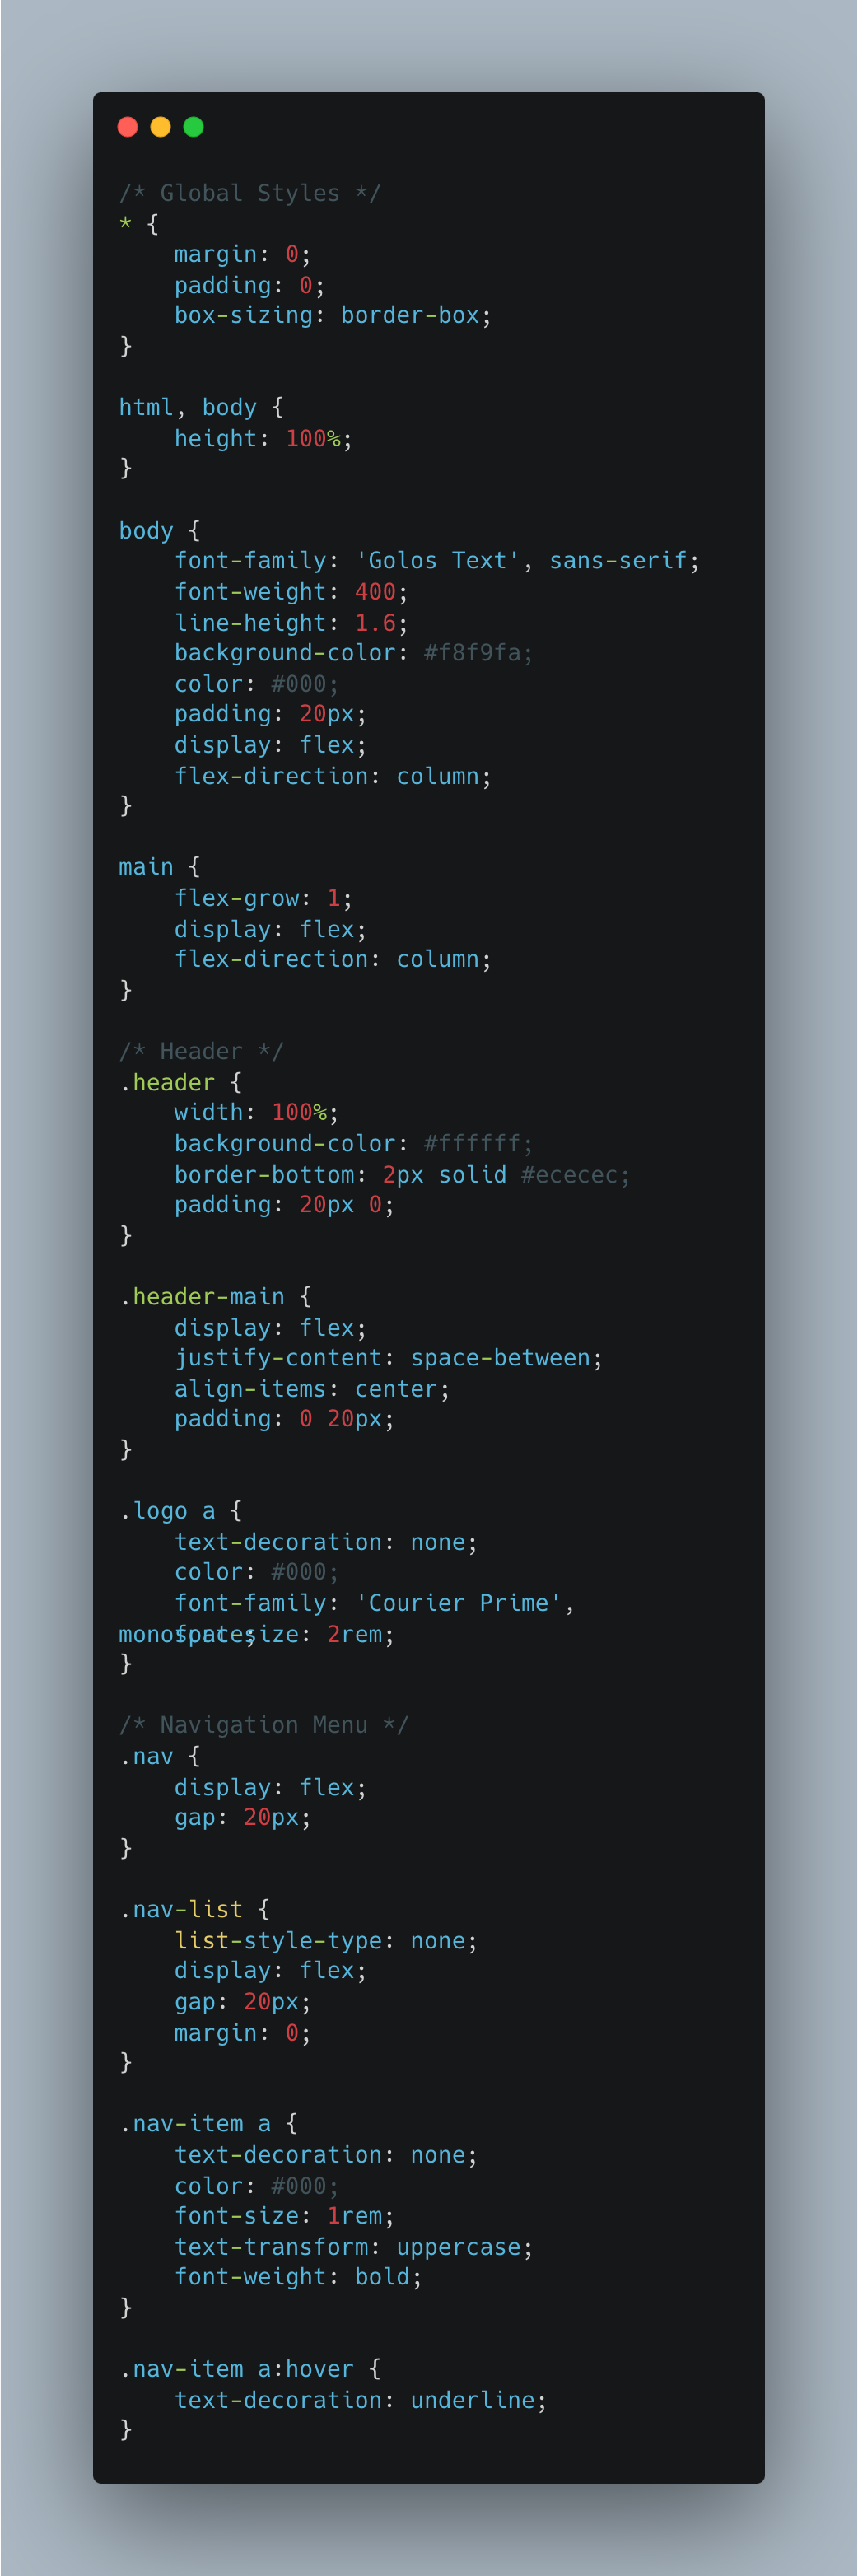 /* Global Styles */
* {
    margin: 0;
    padding: 0;
    box-sizing: border-box;
}

html, body {
    height: 100%;
}

body {
    font-family: 'Golos Text', sans-serif;
    font-weight: 400;
    line-height: 1.6;
    background-color: #f8f9fa;
    color: #000;
    padding: 20px;
    display: flex;
    flex-direction: column;
}

main {
    flex-grow: 1;
    display: flex;
    flex-direction: column;
}

/* Header */
.header {
    width: 100%;
    background-color: #ffffff;
    border-bottom: 2px solid #ececec;
    padding: 20px 0;
}

.header-main {
    display: flex;
    justify-content: space-between;
    align-items: center;
    padding: 0 20px;
}

.logo a {
    text-decoration: none;
    color: #000;
    font-family: 'Courier Prime',
monospace;
    font-size: 2rem;
}

/* Navigation Menu */
.nav {
    display: flex;
    gap: 20px;
}

.nav-list {
    list-style-type: none;
    display: flex;
    gap: 20px;
    margin: 0;
}

.nav-item a {
    text-decoration: none;
    color: #000;
    font-size: 1rem;
    text-transform: uppercase;
    font-weight: bold;
}

.nav-item a:hover {
    text-decoration: underline;
}